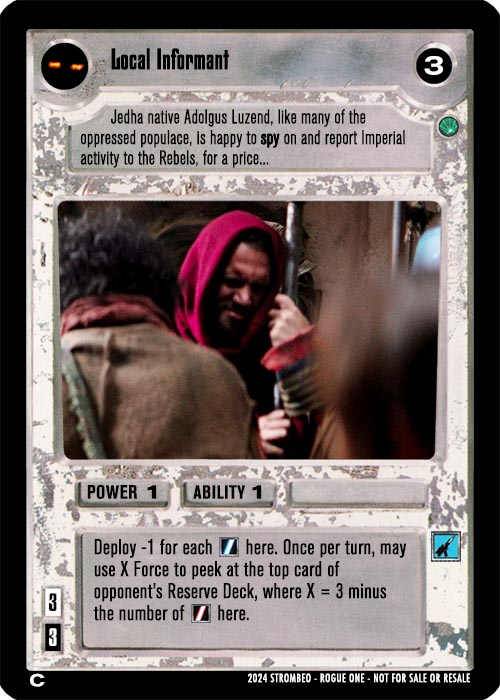 Local Informant
3
Jedha native Adolgus Luzend, like many of the
oppressed populace, is happy to spy on and report Imperial
activity to the Rebels, for a price...
POWER 1
ABILITY 1
Deploy -1 for each here. Once per turn, may
use X Force to peek at the top card of
opponent's Reserve Deck, where X = 3 minus
the number of here.
3
3
C
2024 STROMBEO - ROGUE ONE - NOT FOR SALE OR RESALE